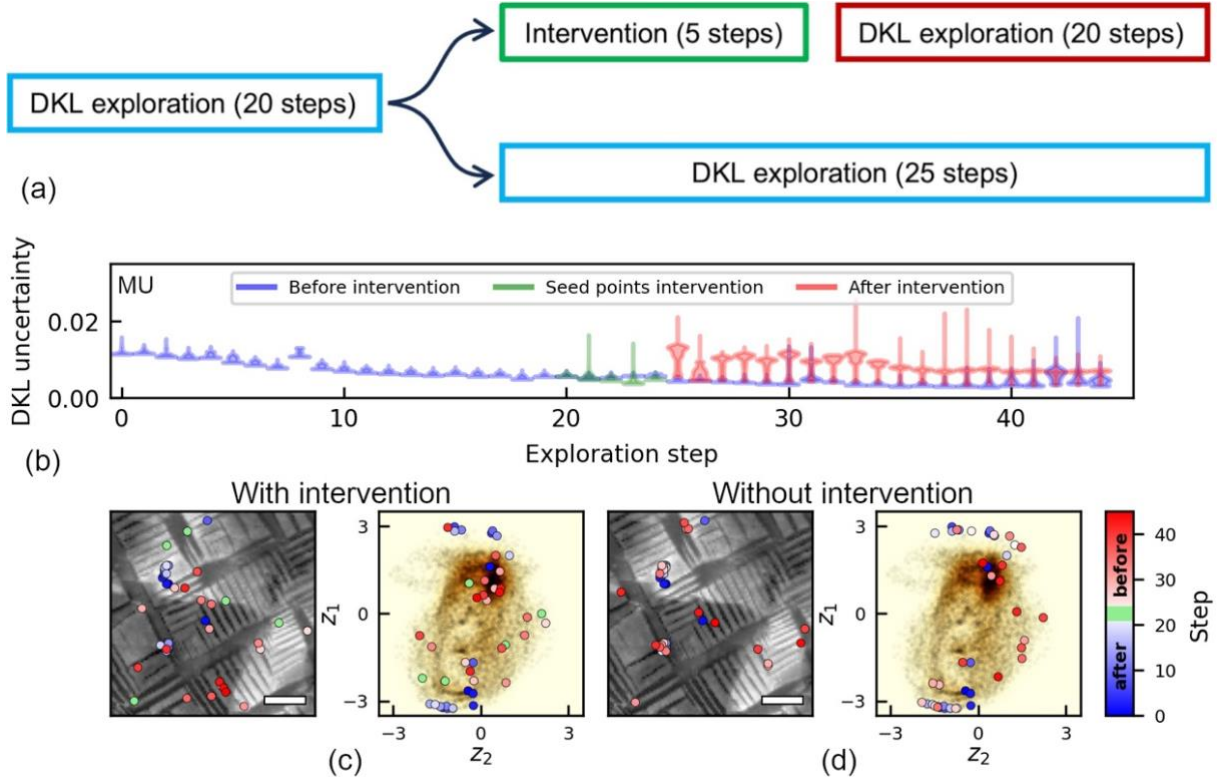 Intervention (5 steps)
DKL exploration (20 steps)
DKL exploration (20 steps)
DKL exploration (25 steps)
(a)
DKL uncertainty
MU
Before intervention
Seed points intervention
After intervention
0.02
0.00
0
10
20
30
40
Exploration step
(b)
With intervention
Without intervention
3
0
−3
z1
−3
0
3
z2
3
0
−3
z1
−3
0
3
z2
40
30
20
10
0
before
after
Step
(c)
(d)